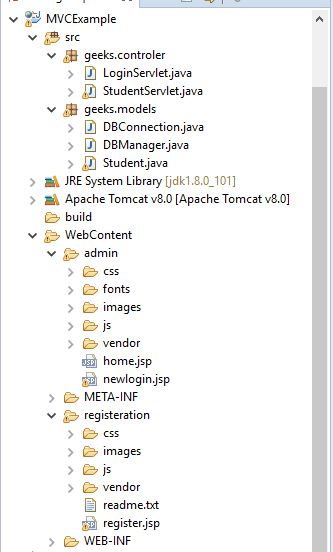 MVCExample
src
geeks.controler
LoginServlet.java
StudentServlet.java
geeks.models
DBConnection.java
DBManager.java
Student.java
JRE System Library [jdk1.8.0_101]
Apache Tomcat v8.0 [Apache Tomcat v8.0]
build
WebContent
admin
css
fonts
images
js
vendor
home.jsp
newlogin.jsp
META-INF
registeration
css
images
js
vendor
readme.txt
register.jsp
WEB-INF